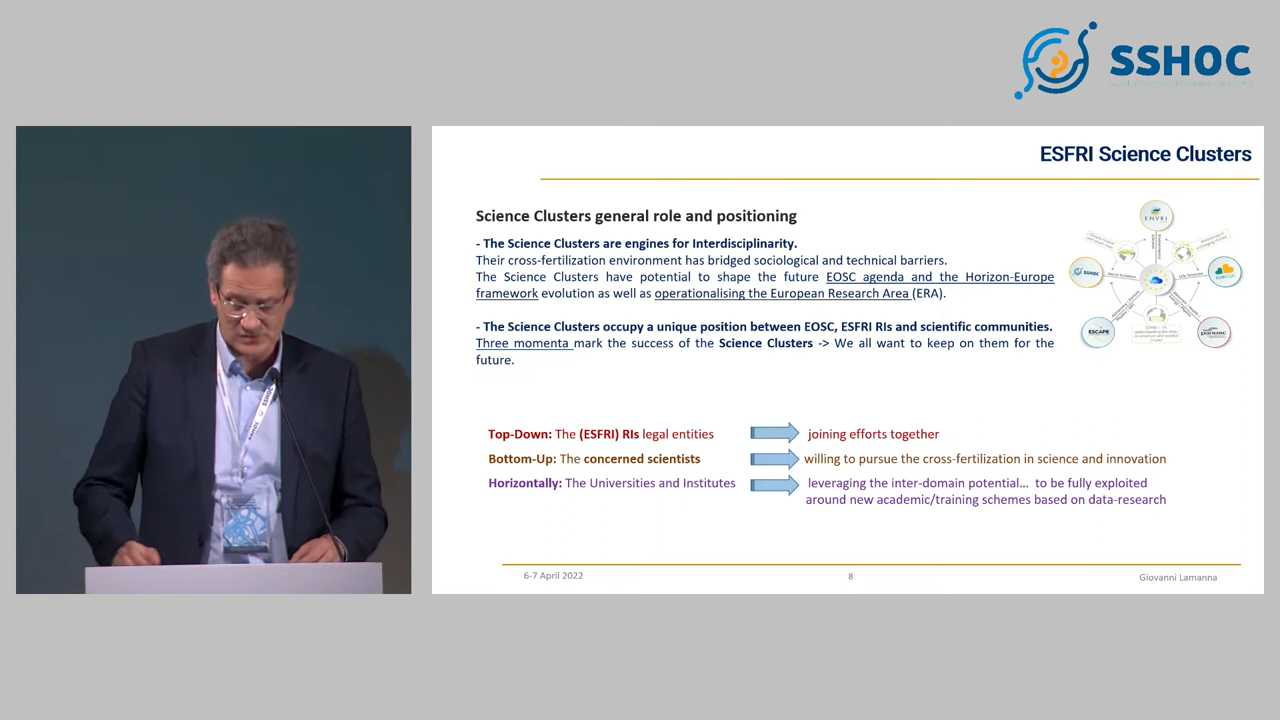 SSHOC
ESFRI Science Clusters
Science Clusters general role and positioning
- The Science Clusters are engines for Interdisciplinarity.
Their cross-fertilization environment has bridged sociological and technical barriers.
The Science Clusters have potential to shape the future EOSC agenda and the Horizon-Europe
framework evolution as well as operationalising the European Research Area (ERA).
- The Science Clusters occupy a unique position between EOSC, ESFRI RIs and scientific communities.
Three momenta mark the success of the Science Clusters -> We all want to keep on them for the
future.
ENVRI
SSHOC
ESCAPE
panosc
Top-Down: The (ESFRI) RIs legal entities
joining efforts together
Bottom-Up: The concerned scientists
willing to pursue the cross-fertilization in science and innovation
Horizontally: The Universities and Institutes
leveraging the inter-domain potential... to be fully exploited
around new academic/training schemes based on data-research
6-7 April 2022
8
Giovanni Lamanna
SSHOC